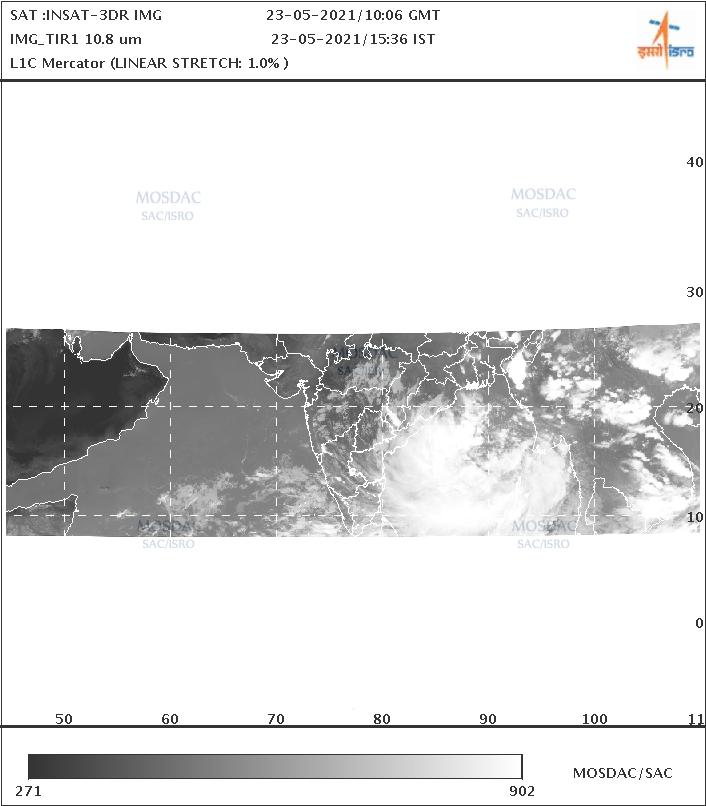 SAT :INSAT-3DR IMG 23-05-2021/10:06 GMT
IMG_TIR1 10.8 um 23-05-2021/15:36 IST
L1C Mercator (LINEAR STRETCH: 1.0% )
इसरो isro
40
MOSDAC MOSDAC
SAC/ISRO SAC/ISRO
30
MOSDAC
SAC/ISRO
20
10
MOSDAC MOSDAC
SAC/ISRO SAC/ISRO
0
50 60 70 80 90 100 11
MOSDAC/SAC
271 902